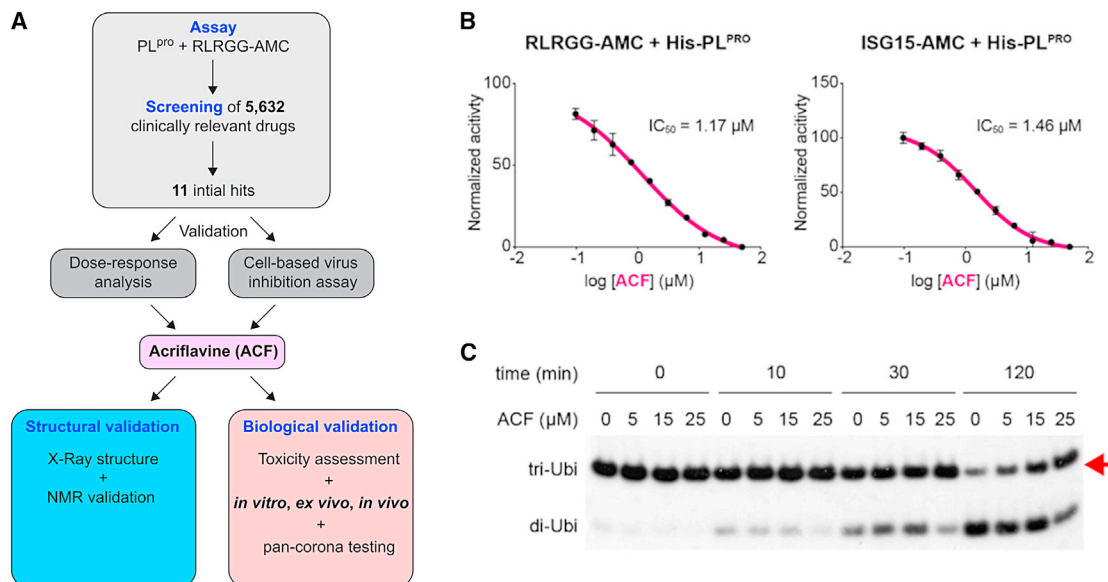 A
Assay
PLpro + RLRGG-AMC
Screening of 5,632
clinically relevant drugs
11 intial hits
Validation
Dose-response
analysis
Cell-based virus
inhibition assay
Acriflavine (ACF)
Structural validation
X-Ray structure
+
NMR validation
Biological validation
Toxicity assessment
+
in vitro, ex vivo, in vivo
+
pan-corona testing
B
RLRGG-AMC + His-PLPRO
Normalized acitivty
100
50
0
-2 -1 0 1 2
IC50 = 1.17 µM
log [ACF] (µM)
ISG15-AMC + His-PLPRO
Normalized activity
150
100
50
0
-2 -1 0 1 2
IC50 = 1.46 µM
log [ACF] (µM)
C
time (min) 0 10 30 120
ACF (µM) 0 5 15 25 0 5 15 25 0 5 15 25 0 5 15 25
tri-Ubi
di-Ubi